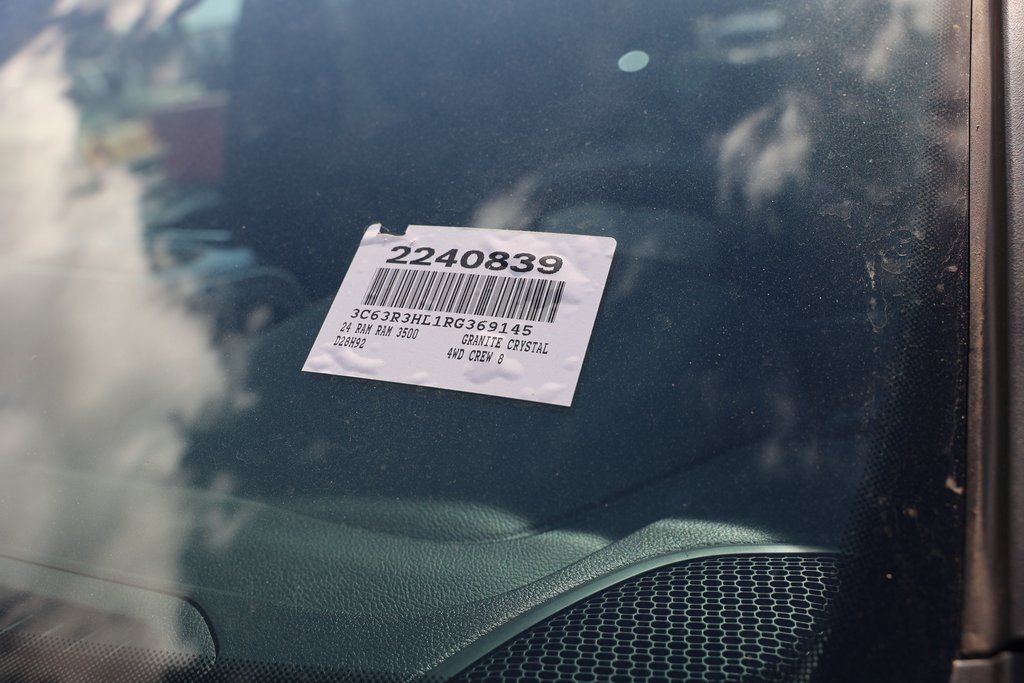 2240839
3C63R3HL1RG369145
24 RAM RAM 3500 GRANITE CRYSTAL
D28H92 4WD CREW 8